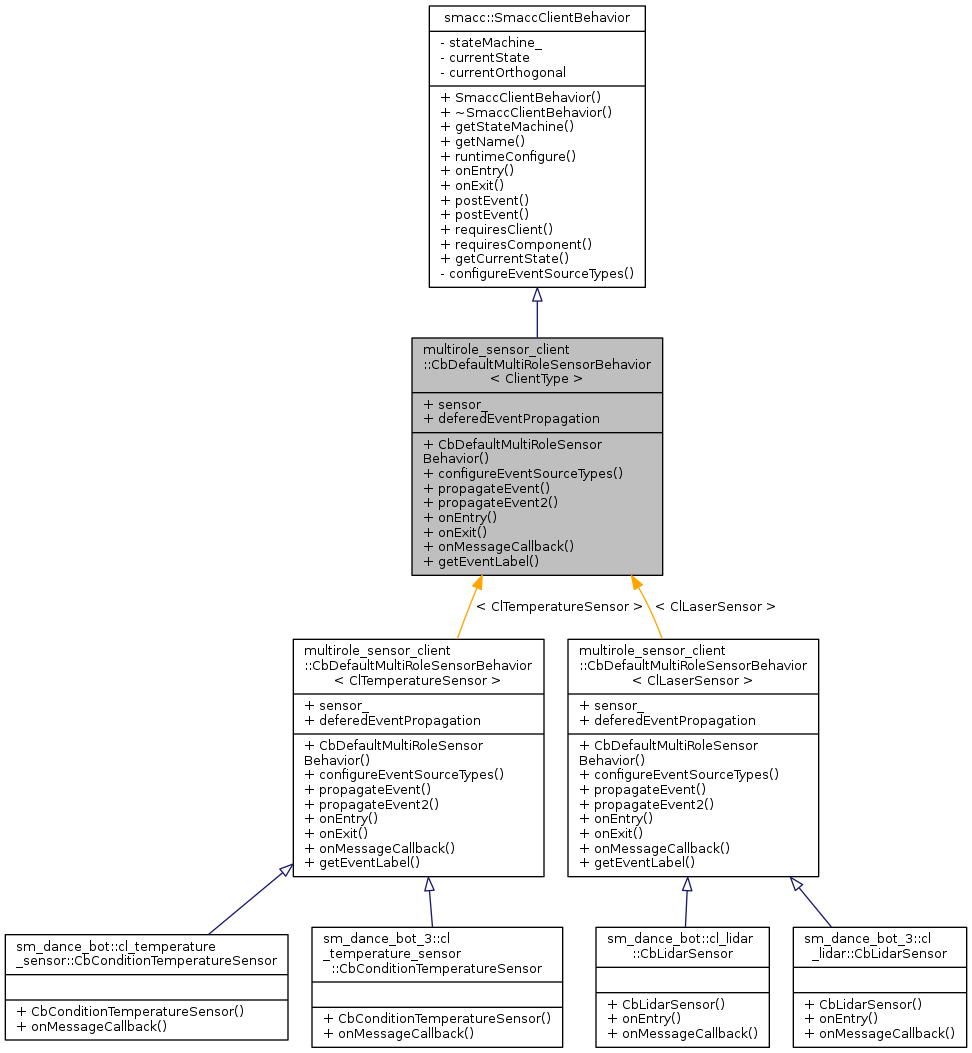 smacc::SmaccClientBehavior
- stateMachine_
- currentState
- currentOrthogonal
+ SmaccClientBehavior()
+ ~SmaccClientBehavior()
+ getStateMachine()
+ getName()
+ runtimeConfigure()
+ onEntry()
+ onExit()
+ postEvent()
+ postEvent()
+ requiresClient()
+ requiresComponent()
+ getCurrentState()
- configureEventSourceTypes()
multirole_sensor_client
::CbDefaultMultiRoleSensorBehavior
< ClientType >
+ sensor_
+ deferedEventPropagation
+ CbDefaultMultiRoleSensor
Behavior()
+ configureEventSourceTypes()
+ propagateEvent()
+ propagateEvent2()
+ onEntry()
+ onExit()
+ onMessageCallback()
+ getEventLabel()
< ClTemperatureSensor >
< ClLaserSensor >
multirole_sensor_client
::CbDefaultMultiRoleSensorBehavior
< ClTemperatureSensor >
+ sensor_
+ deferedEventPropagation
+ CbDefaultMultiRoleSensor
Behavior()
+ configureEventSourceTypes()
+ propagateEvent()
+ propagateEvent2()
+ onEntry()
+ onExit()
+ onMessageCallback()
+ getEventLabel()
multirole_sensor_client
::CbDefaultMultiRoleSensorBehavior
< ClLaserSensor >
+ sensor_
+ deferedEventPropagation
+ CbDefaultMultiRoleSensor
Behavior()
+ configureEventSourceTypes()
+ propagateEvent()
+ propagateEvent2()
+ onEntry()
+ onExit()
+ onMessageCallback()
+ getEventLabel()
sm_dance_bot::cl_temperature
_sensor::CbConditionTemperatureSensor
+ CbConditionTemperatureSensor()
+ onMessageCallback()
sm_dance_bot_3::cl
_temperature_sensor
::CbConditionTemperatureSensor
+ CbConditionTemperatureSensor()
+ onMessageCallback()
sm_dance_bot::cl_lidar
::CbLidarSensor
+ CbLidarSensor()
+ onEntry()
+ onMessageCallback()
sm_dance_bot_3::cl
_lidar::CbLidarSensor
+ CbLidarSensor()
+ onEntry()
+ onMessageCallback()